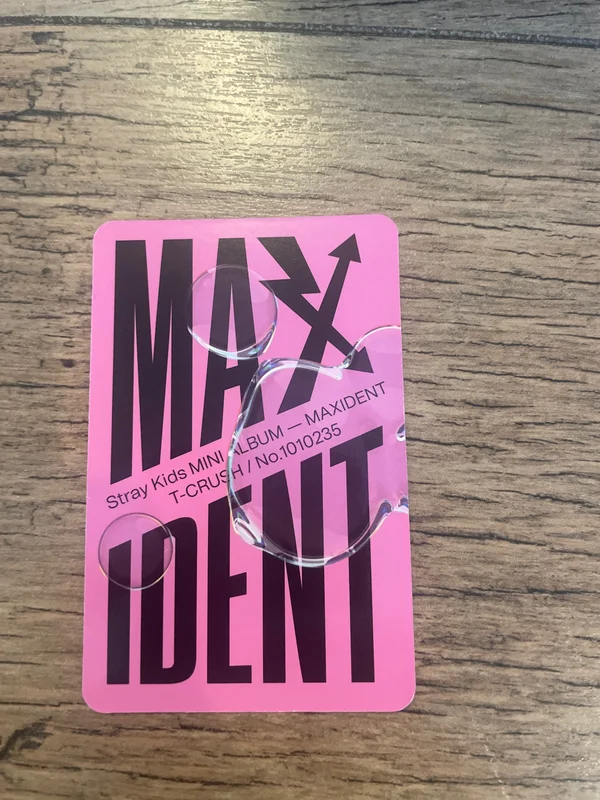 MAX
Stray Kids MINI ALBUM — MAXIDENT
T-CRUSH / No.1010235
IDENT